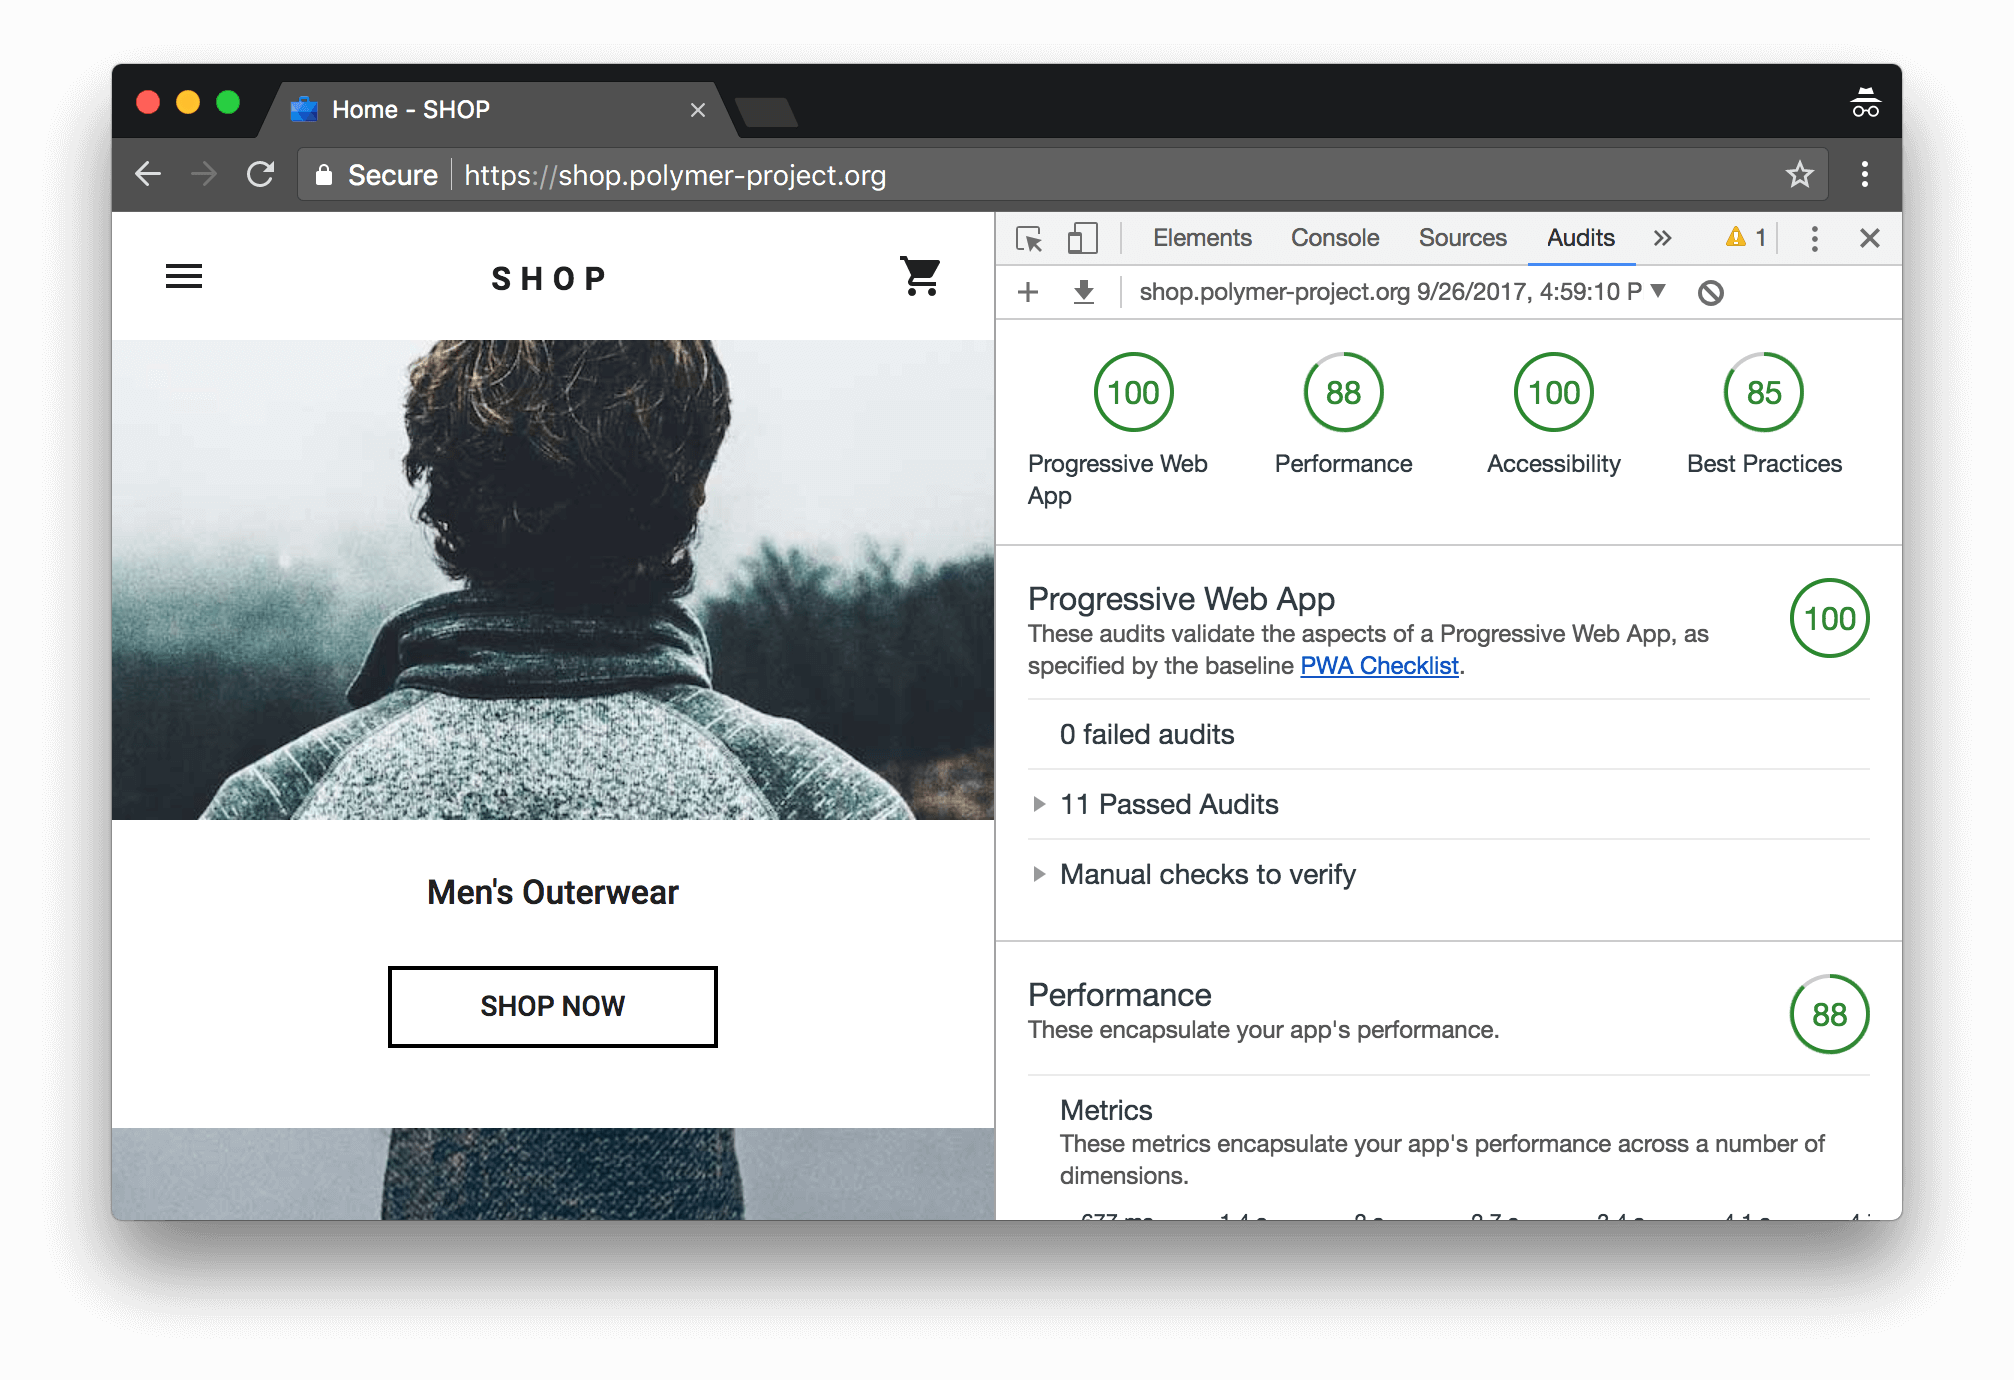 Home - SHOP
Secure
https://shop.polymer-project.org
SHOP
Men's Outerwear
SHOP NOW
Elements Console Sources Audits » 1
shop.polymer-project.org 9/26/2017, 4:59:10 P
100 88 100 85
Progressive Web App
Performance
Accessibility
Best Practices
Progressive Web App
100
These audits validate the aspects of a Progressive Web App, as
specified by the baseline PWA Checklist.
0 failed audits
11 Passed Audits
Manual checks to verify
Performance
88
These encapsulate your app's performance.
Metrics
These metrics encapsulate your app's performance across a number of
dimensions.